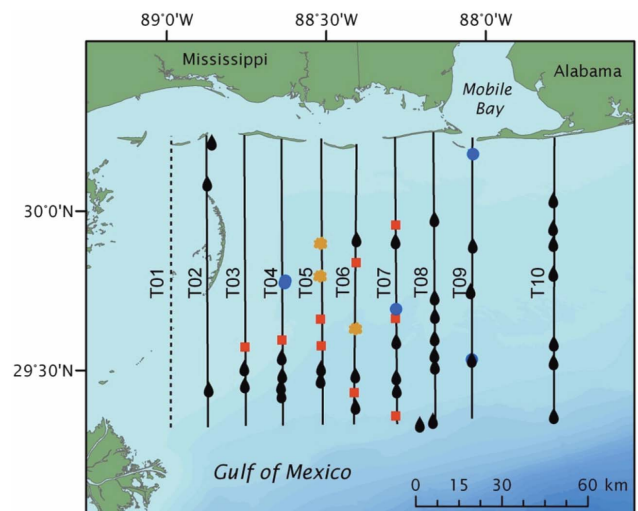 89°0'W 88°30'W 88°0'W
Mississippi
Alabama
Mobile
Bay
30°0'N
29°30'N
T01 T02 T03 T04 T05 T06 T07 T08 T09 T10
Gulf of Mexico
0 15 30 60 km